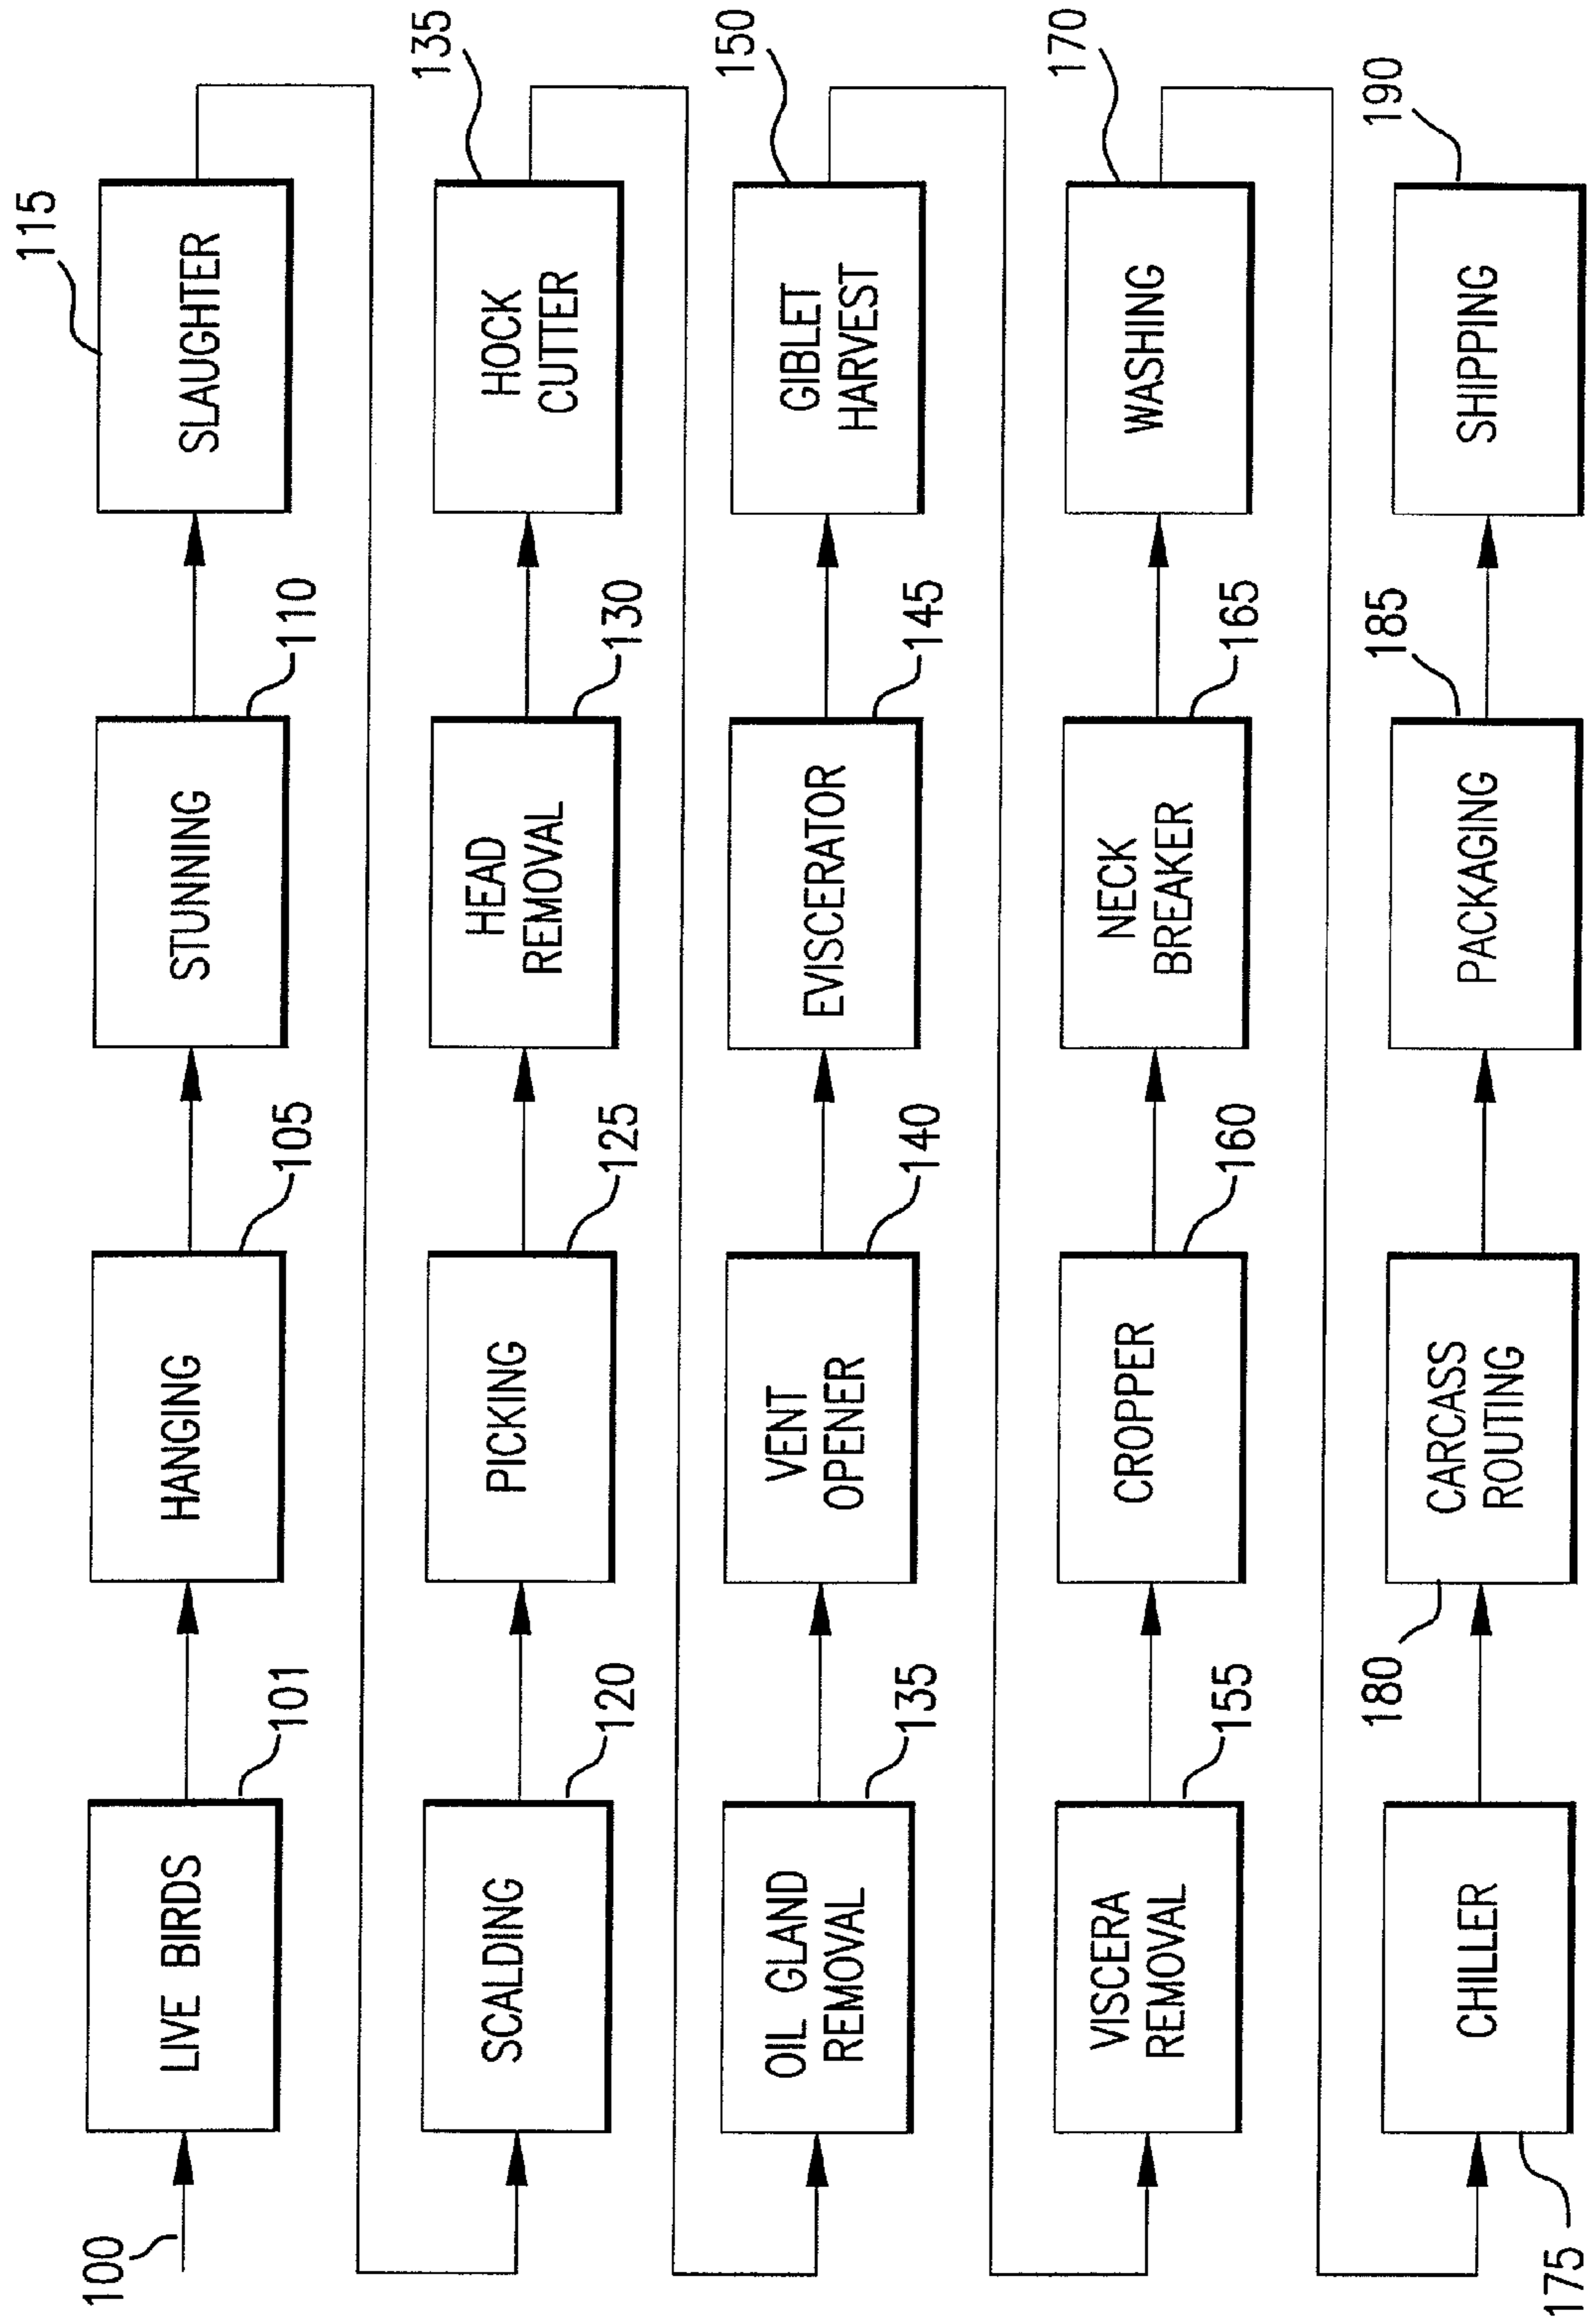 100
LIVE BIRDS
101
HANGING
105
STUNNING
110
SLAUGHTER
115
SCALDING
120
PICKING
125
HEAD
REMOVAL
130
HOCK
CUTTER
135
OIL GLAND
REMOVAL
135
VENT
OPENER
140
EVISCERATOR
145
GIBLET
HARVEST
150
VISCERA
REMOVAL
155
CROPPER
160
NECK
BREAKER
165
WASHING
170
CHILLER
175
CARCASS
ROUTING
180
PACKAGING
185
SHIPPING
190